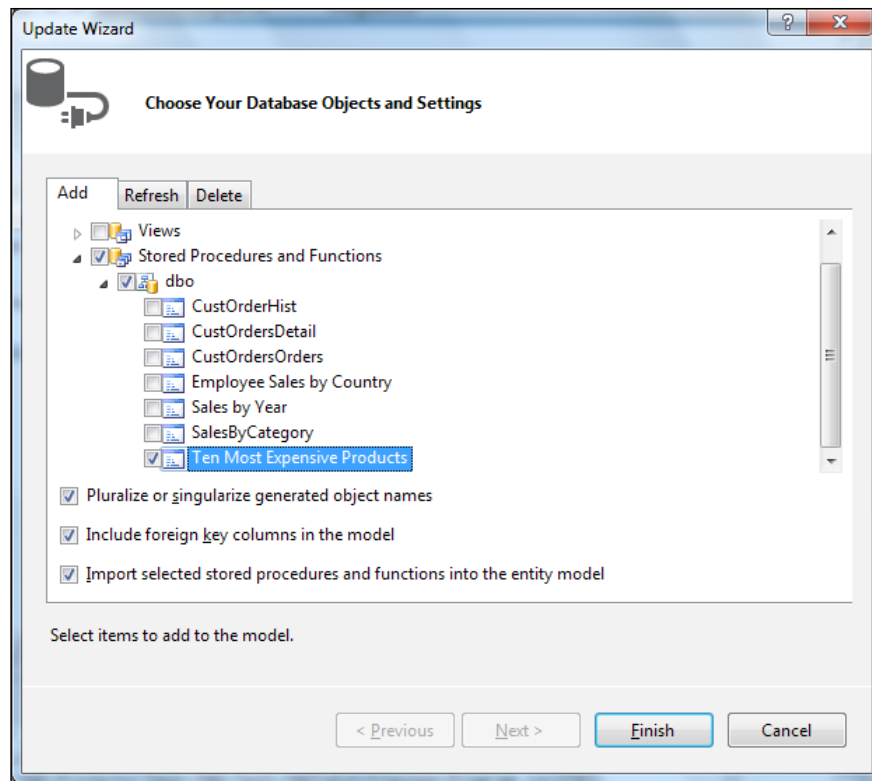 Update Wizard
Choose Your Database Objects and Settings
Add Refresh Delete
Views
Stored Procedures and Functions
dbo
CustOrderHist
CustOrdersDetail
CustOrdersOrders
Employee Sales by Country
Sales by Year
SalesByCategory
Ten Most Expensive Products
Pluralize or singularize generated object names
Include foreign key columns in the model
Import selected stored procedures and functions into the entity model
Select items to add to the model.
< Previous Next > Finish Cancel